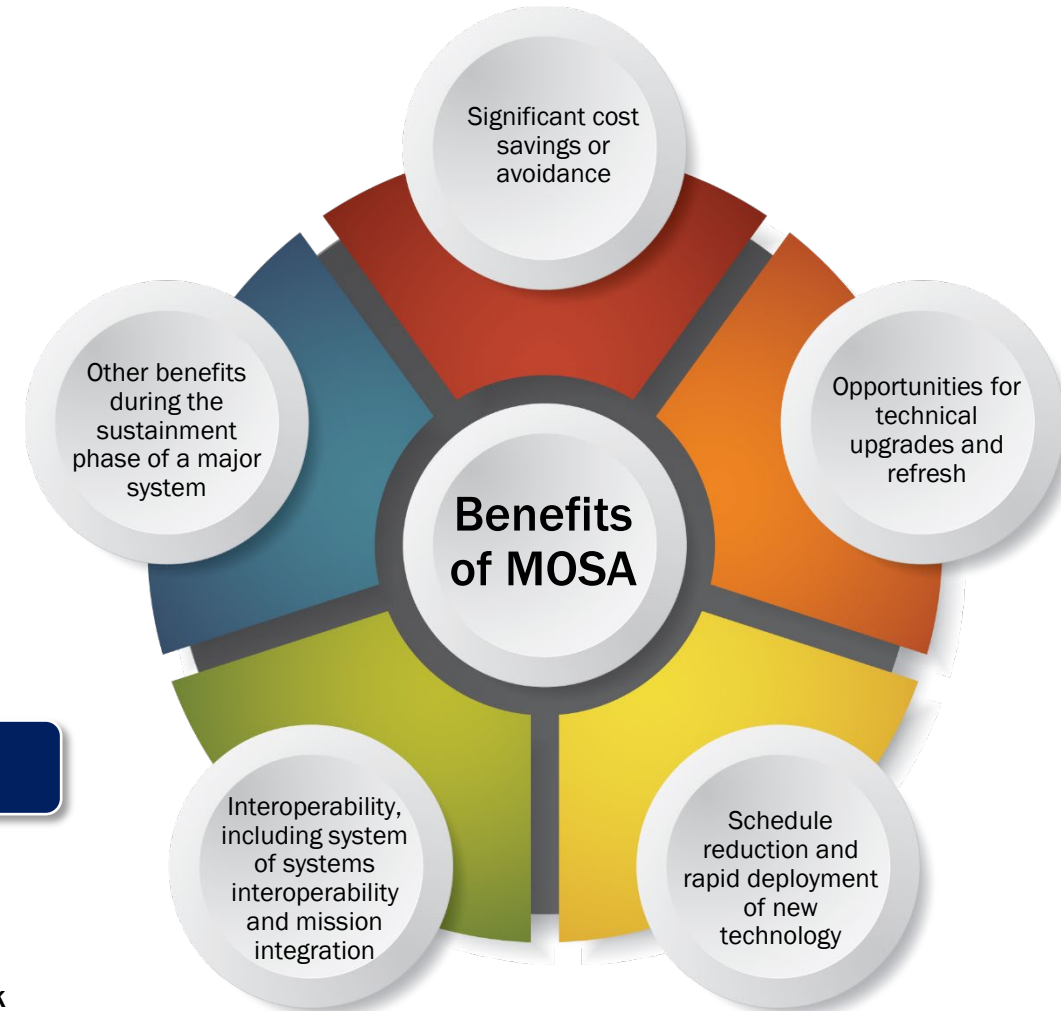 Significant cost
savings or
avoidance
Opportunities for
technical
upgrades and
refresh
Schedule
reduction and
rapid deployment
of new
technology
Interoperability,
including system
of systems
interoperability
and mission
integration
Other benefits
during the
sustainment
phase of a major
system
Benefits
of MOSA